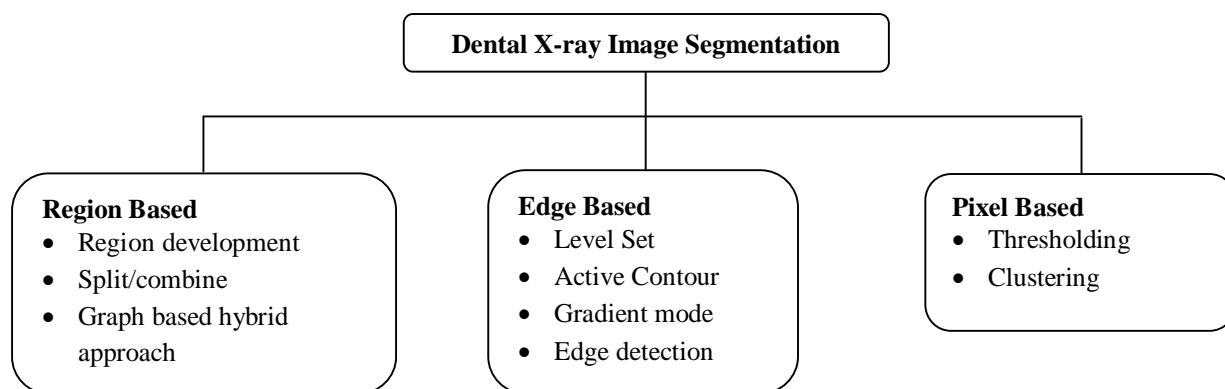 Dental X-ray Image Segmentation
Region Based
• Region development
• Split/combine
• Graph based hybrid
approach
Edge Based
• Level Set
• Active Contour
• Gradient mode
• Edge detection
Pixel Based
• Thresholding
• Clustering